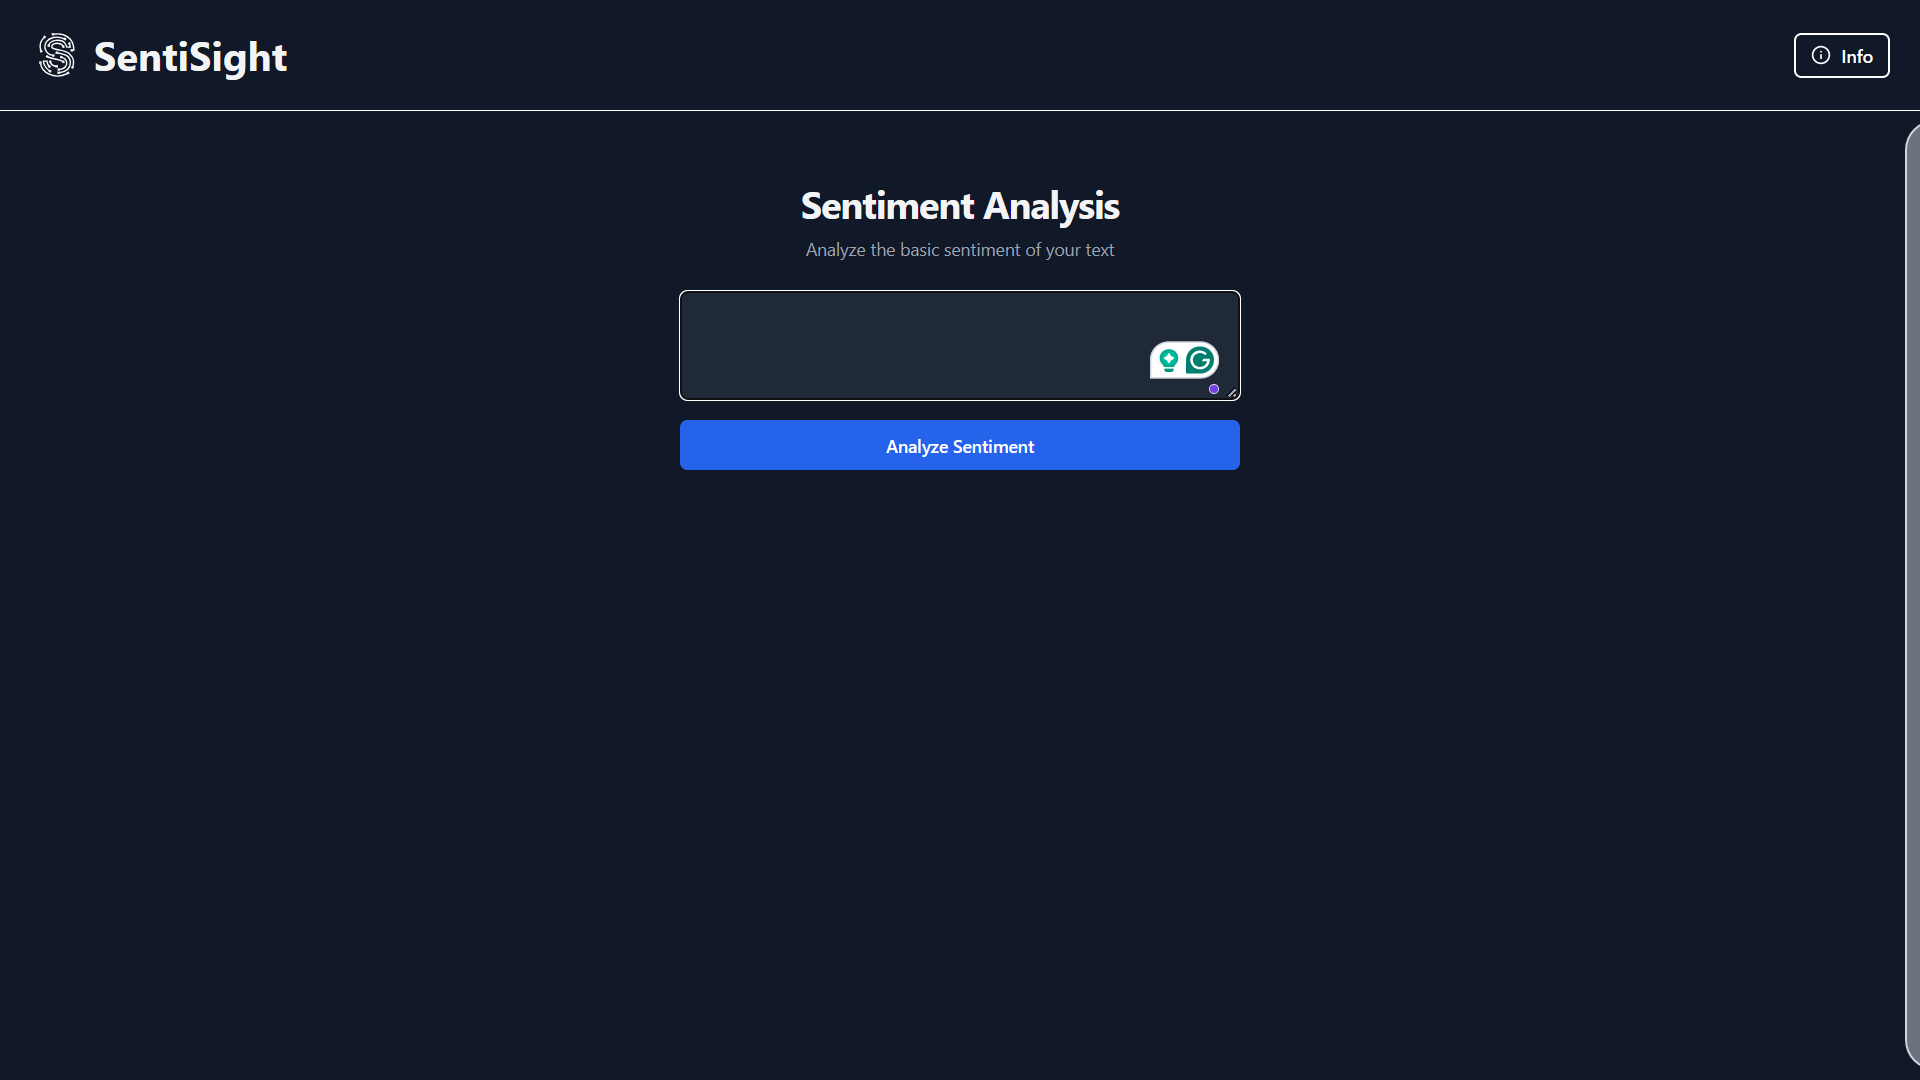 SentiSight
Info
Sentiment Analysis
Analyze the basic sentiment of your text
Analyze Sentiment